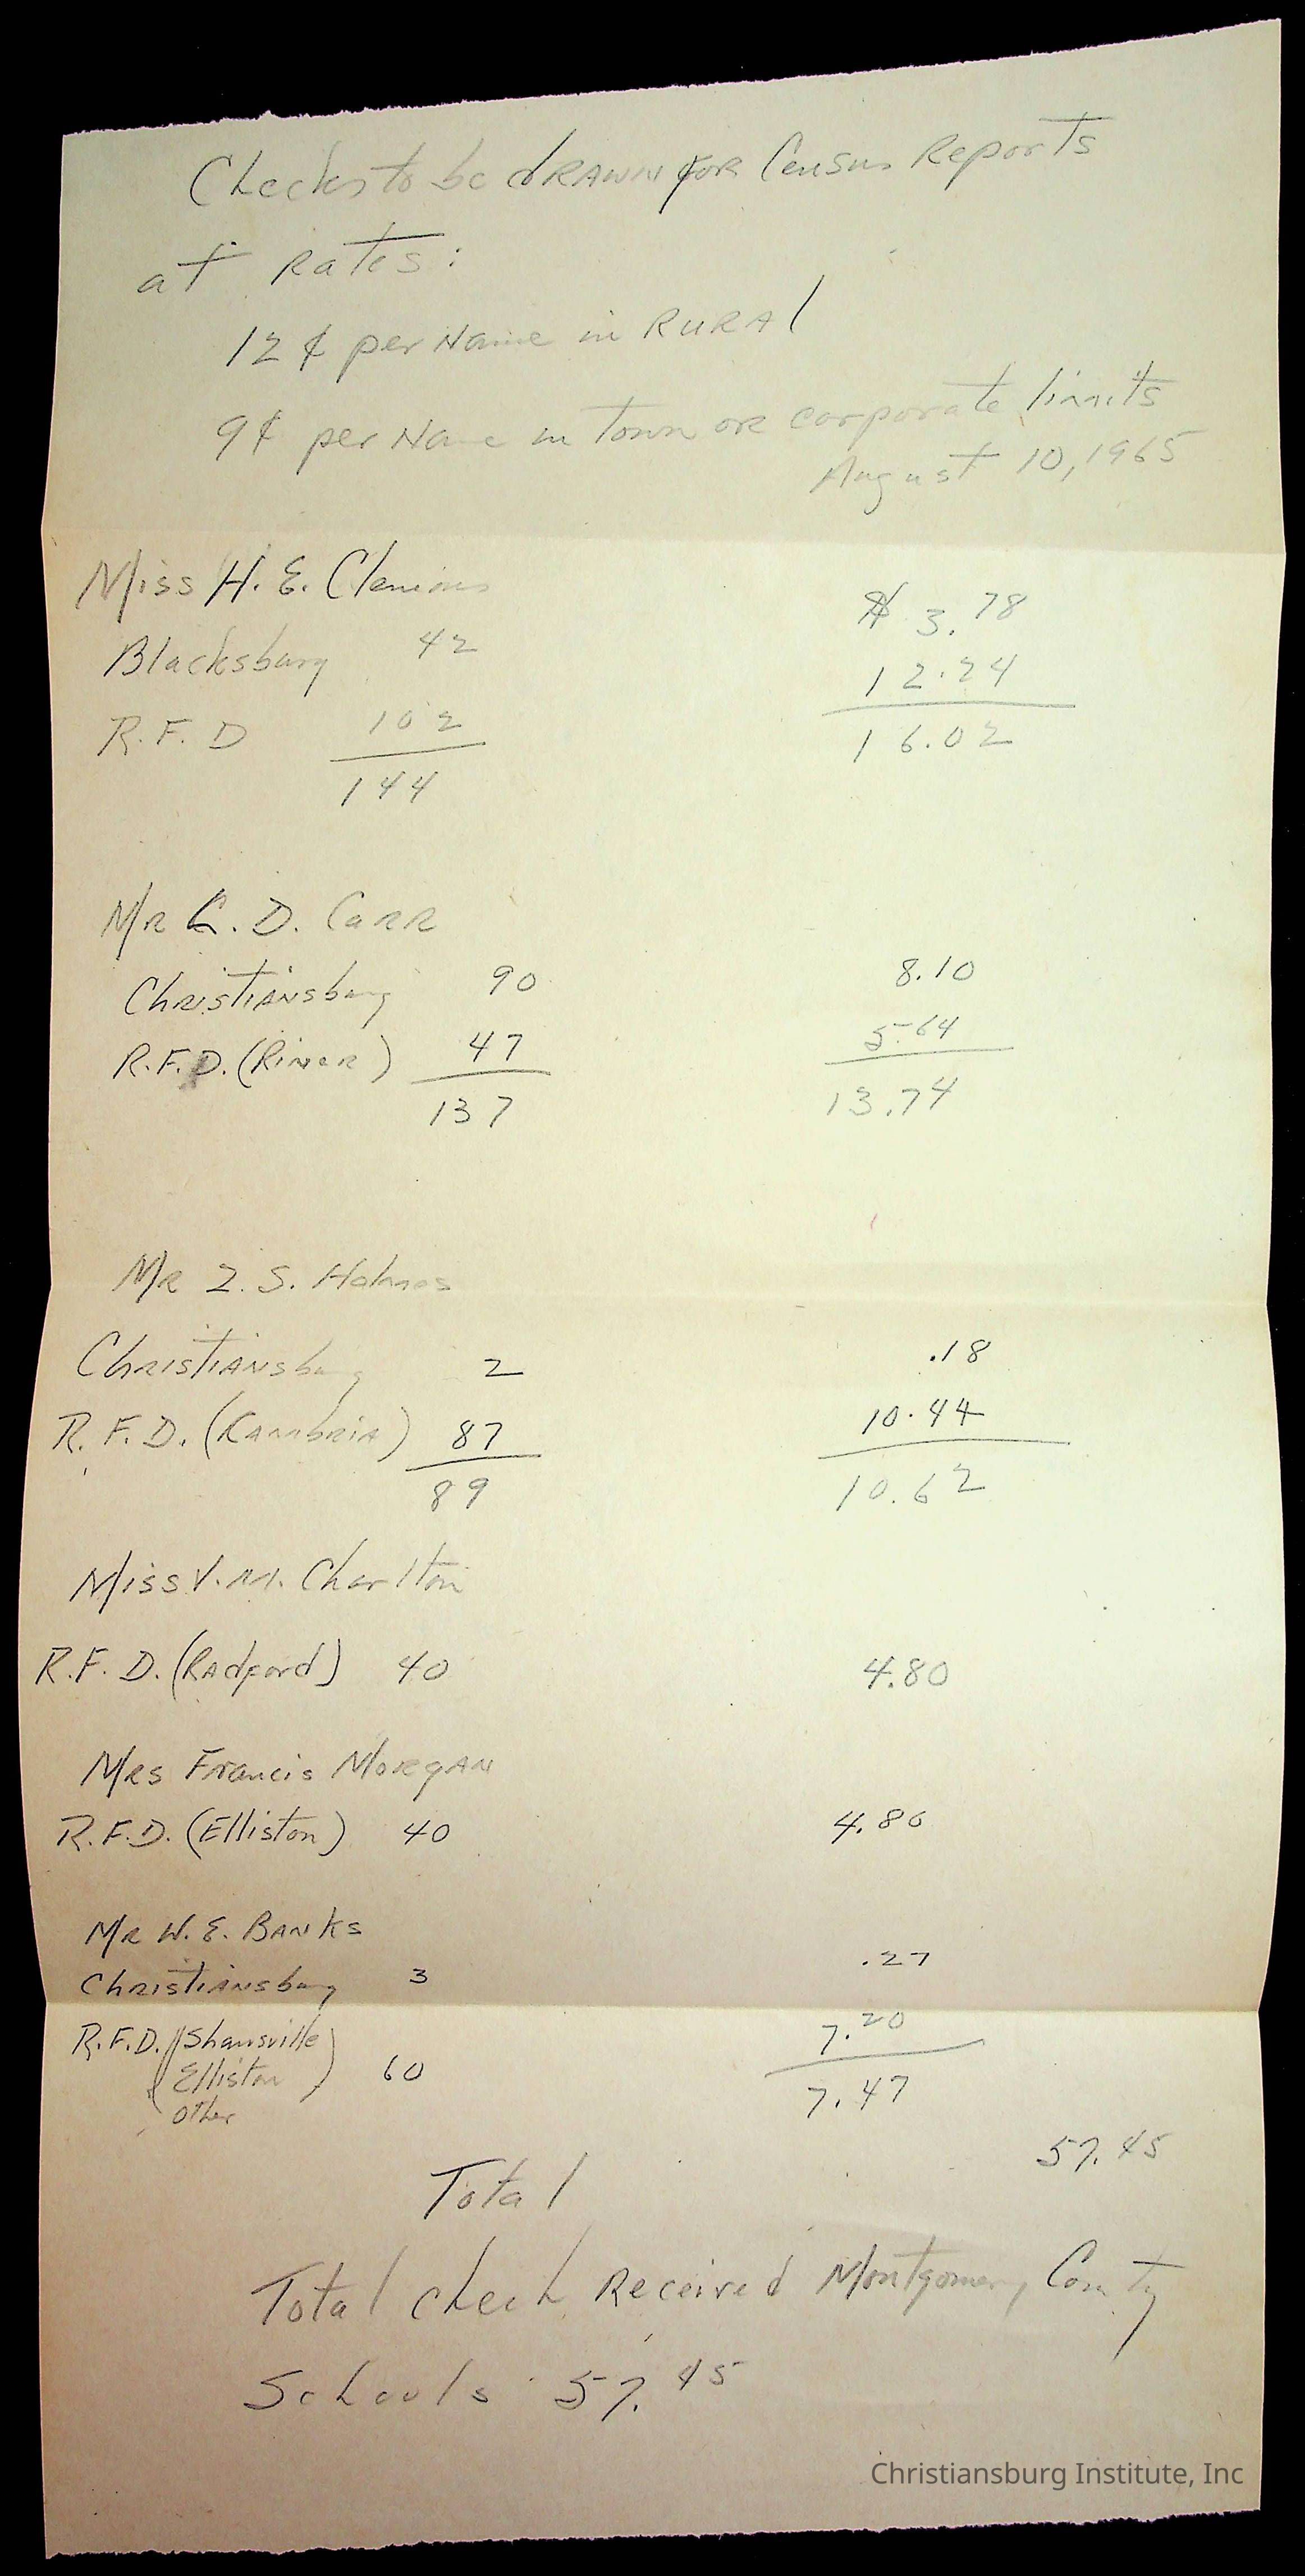 Checks to be drawn for Census Reports
at Rates:
12¢ per Name in Rural
9¢ per Name in Town or corporate limits
August 10, 1965
Miss H. E. Clemons
Blacksburg 42 $ 3.78
R.F.D 102 12.24
144 16.02
Mr C. D. Carr
Christiansburg 90 8.10
R.F.D. (Riner) 47 5.64
137 13.74
Mr Z. S. Holmes
Christiansburg 2 .18
R.F.D. (Kambria) 87 10.44
89 10.62
Miss V. M. Charlton
R.F.D. (Radford) 40 4.80
Mrs Francis Morgan
R.F.D. (Elliston) 40 4.80
Mr W. E. Banks
Christiansburg 3 .27
R.F.D. (Shawsville 7.20
Elliston) 60 7.47
other
57.45
Total
Total check Received Montgomery County
Schools 57.45
Christiansburg Institute, Inc